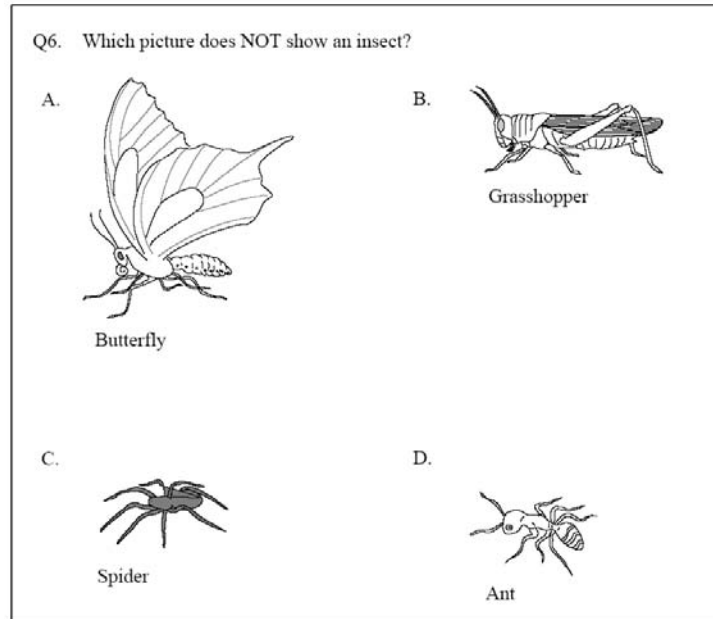 Q6. Which picture does NOT show an insect?
A.
B.
Butterfly
Grasshopper
C.
D.
Spider
Ant